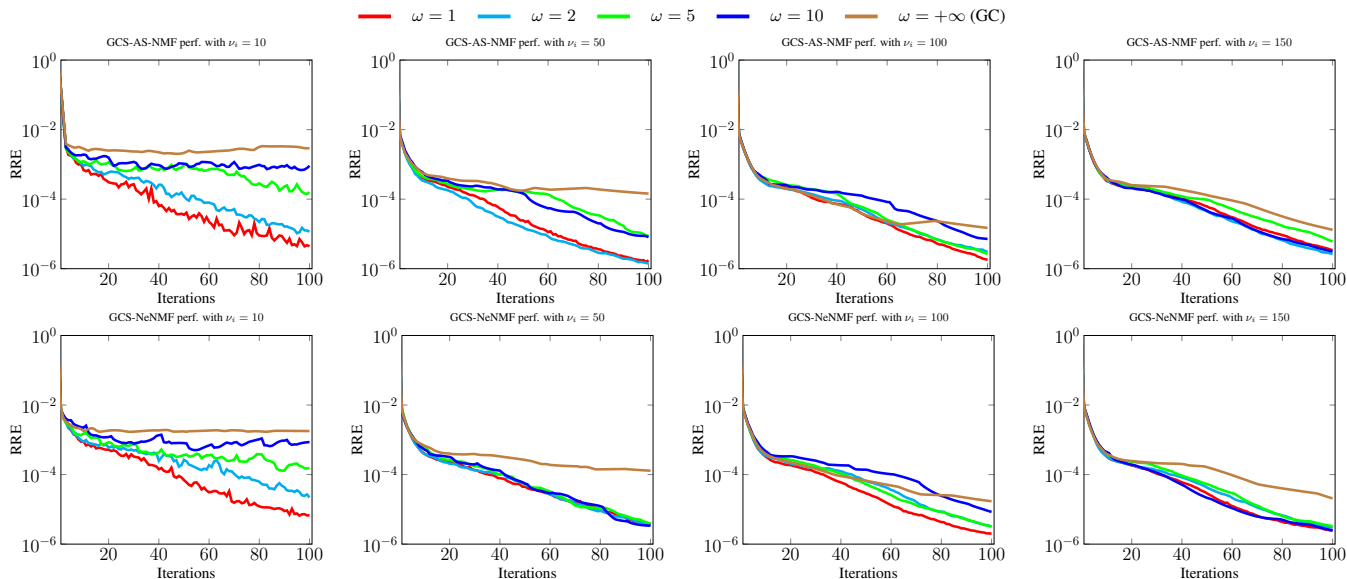 ω = 1 ω = 2 ω = 5 ω = 10 ω = +∞ (GC)
GCS-AS-NMF perf. with νᵢ = 10
10⁰
10⁻²
10⁻⁴
10⁻⁶
RRE
20 40 60 80 100
Iterations
GCS-AS-NMF perf. with νᵢ = 50
10⁰
10⁻²
10⁻⁴
10⁻⁶
RRE
20 40 60 80 100
Iterations
GCS-AS-NMF perf. with νᵢ = 100
10⁰
10⁻²
10⁻⁴
10⁻⁶
RRE
20 40 60 80 100
Iterations
GCS-AS-NMF perf. with νᵢ = 150
10⁰
10⁻²
10⁻⁴
10⁻⁶
RRE
20 40 60 80 100
Iterations
GCS-NeNMF perf. with νᵢ = 10
10⁰
10⁻²
10⁻⁴
10⁻⁶
RRE
20 40 60 80 100
Iterations
GCS-NeNMF perf. with νᵢ = 50
10⁰
10⁻²
10⁻⁴
10⁻⁶
RRE
20 40 60 80 100
Iterations
GCS-NeNMF perf. with νᵢ = 100
10⁰
10⁻²
10⁻⁴
10⁻⁶
RRE
20 40 60 80 100
Iterations
GCS-NeNMF perf. with νᵢ = 150
10⁰
10⁻²
10⁻⁴
10⁻⁶
RRE
20 40 60 80 100
Iterations